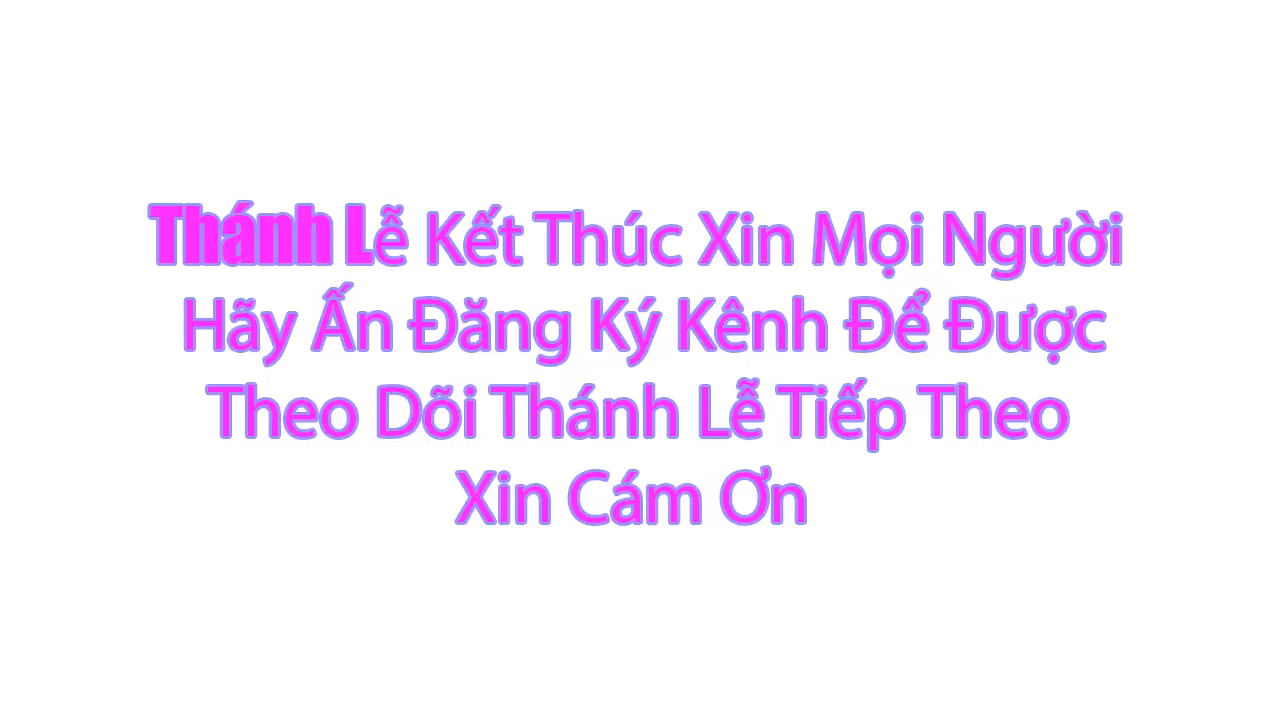 Thánh Lễ Kết Thúc Xin Mọi Người
Hãy Ấn Đăng Ký Kênh Để Được
Theo Dõi Thánh Lễ Tiếp Theo
Xin Cám Ơn